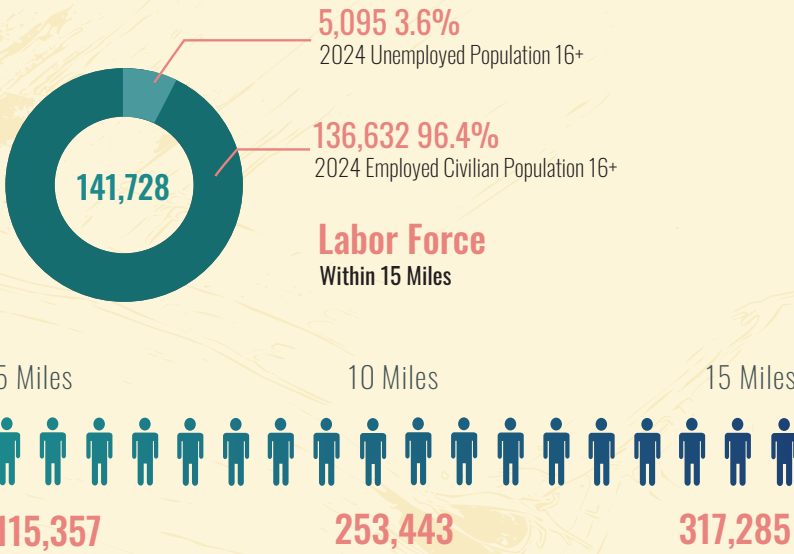 5,095 3.6%
2024 Unemployed Population 16+
136,632 96.4%
2024 Employed Civilian Population 16+
141,728
Labor Force
Within 15 Miles
5 Miles
10 Miles
15 Miles
115,357
253,443
317,285